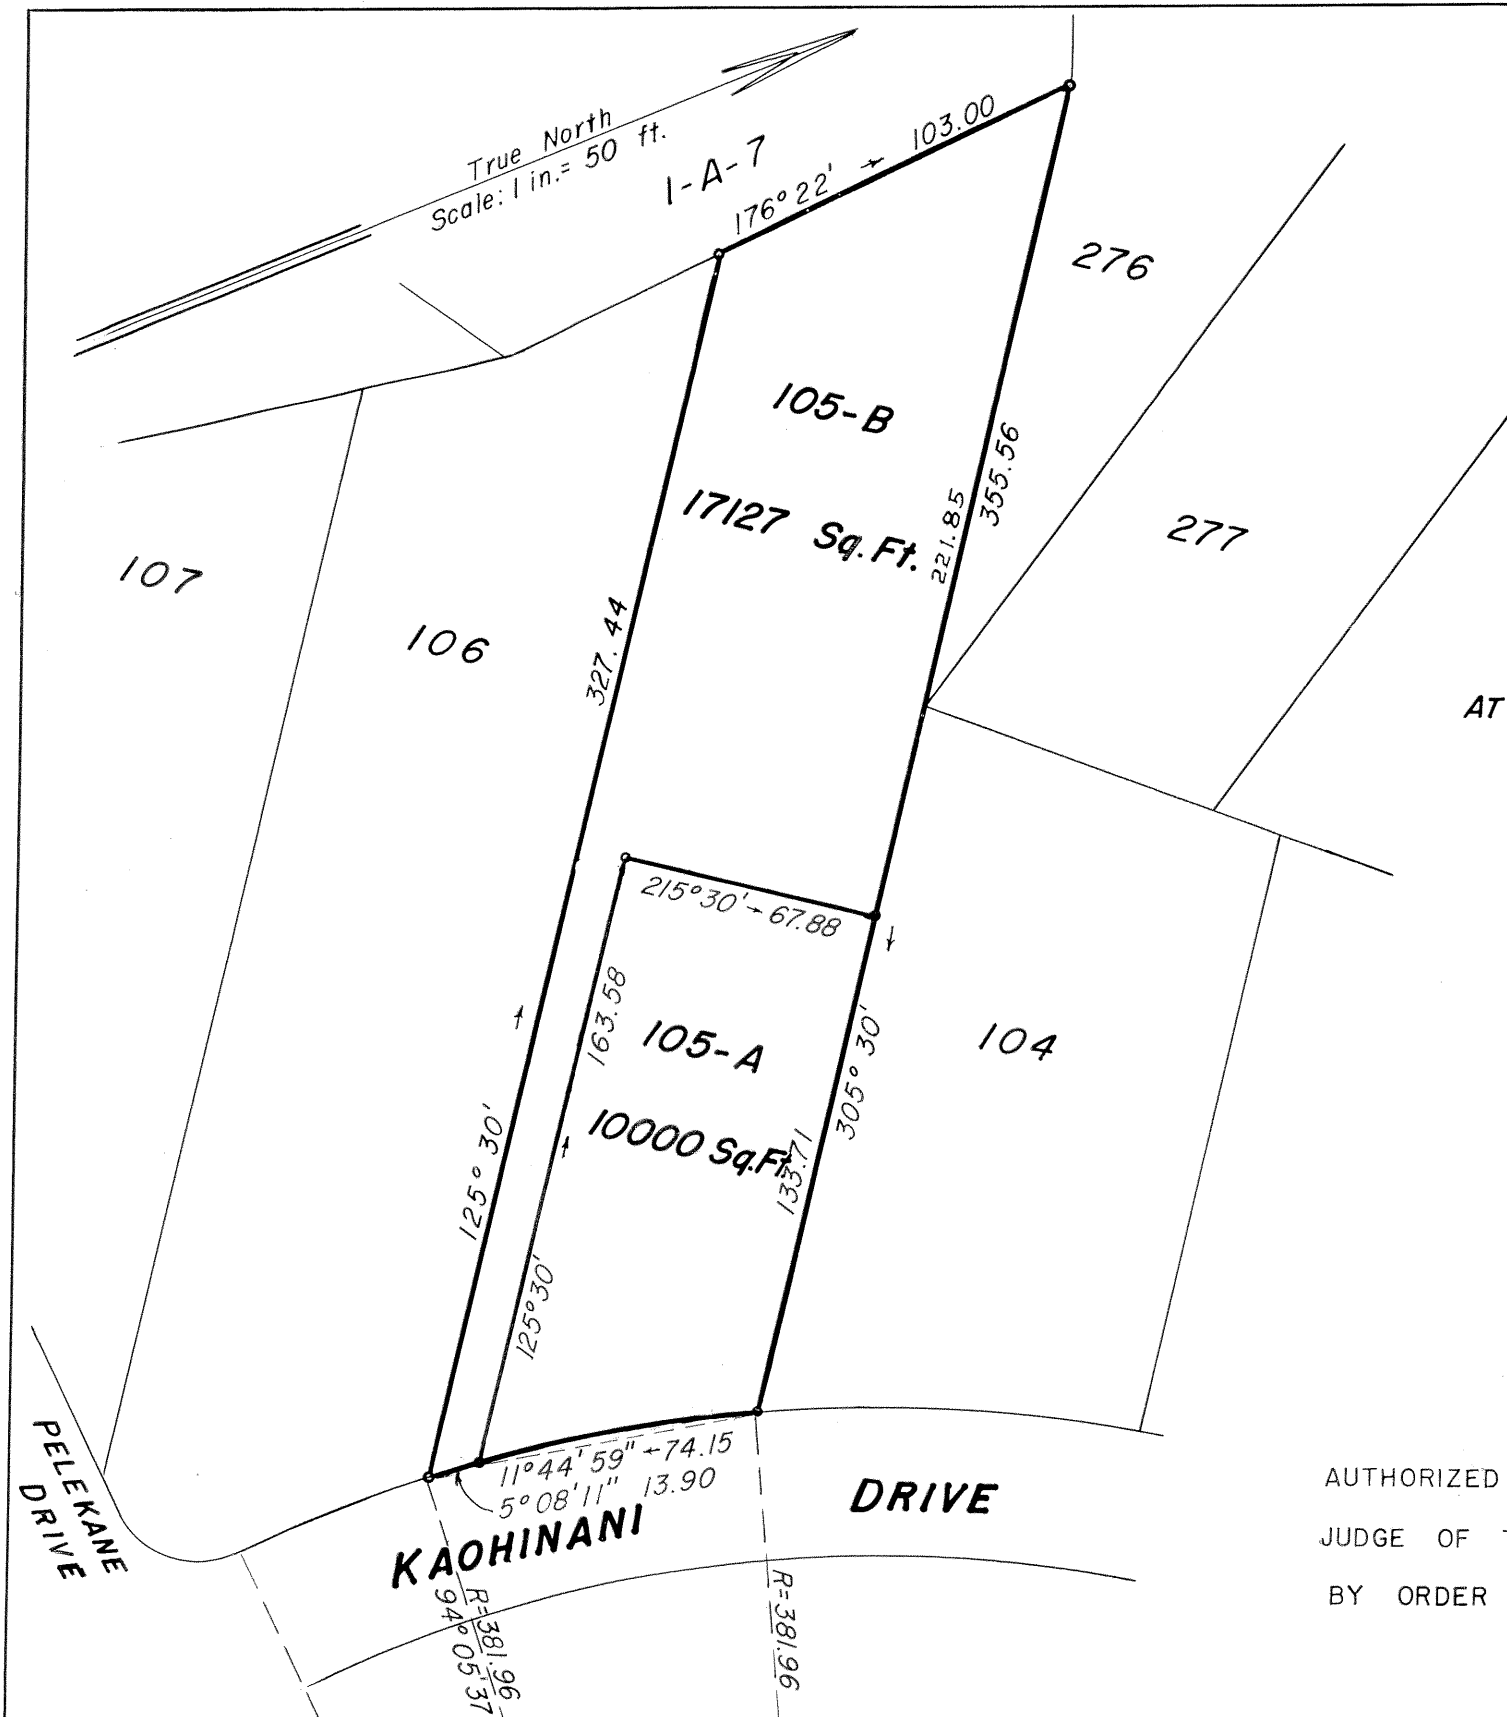 True North
Scale: 1 in.= 50 ft.
1-A-7
176° 22' 103.00
276
105-B
355.56
221.85
17127 Sq. Ft.
277
107
106
327.44
AT
215° 30' 67.88
163.58
105-A
305° 30'
104
10000 Sq.Ft.
133.71
125° 30'
125° 30'
11° 44' 59" 74.15
5° 08' 11" 13.90
KAOHINANI DRIVE
PELEKANE
DRIVE
AUTHORIZED
JUDGE OF
BY ORDER
R=381.96
94° 05' 37
R=381.96